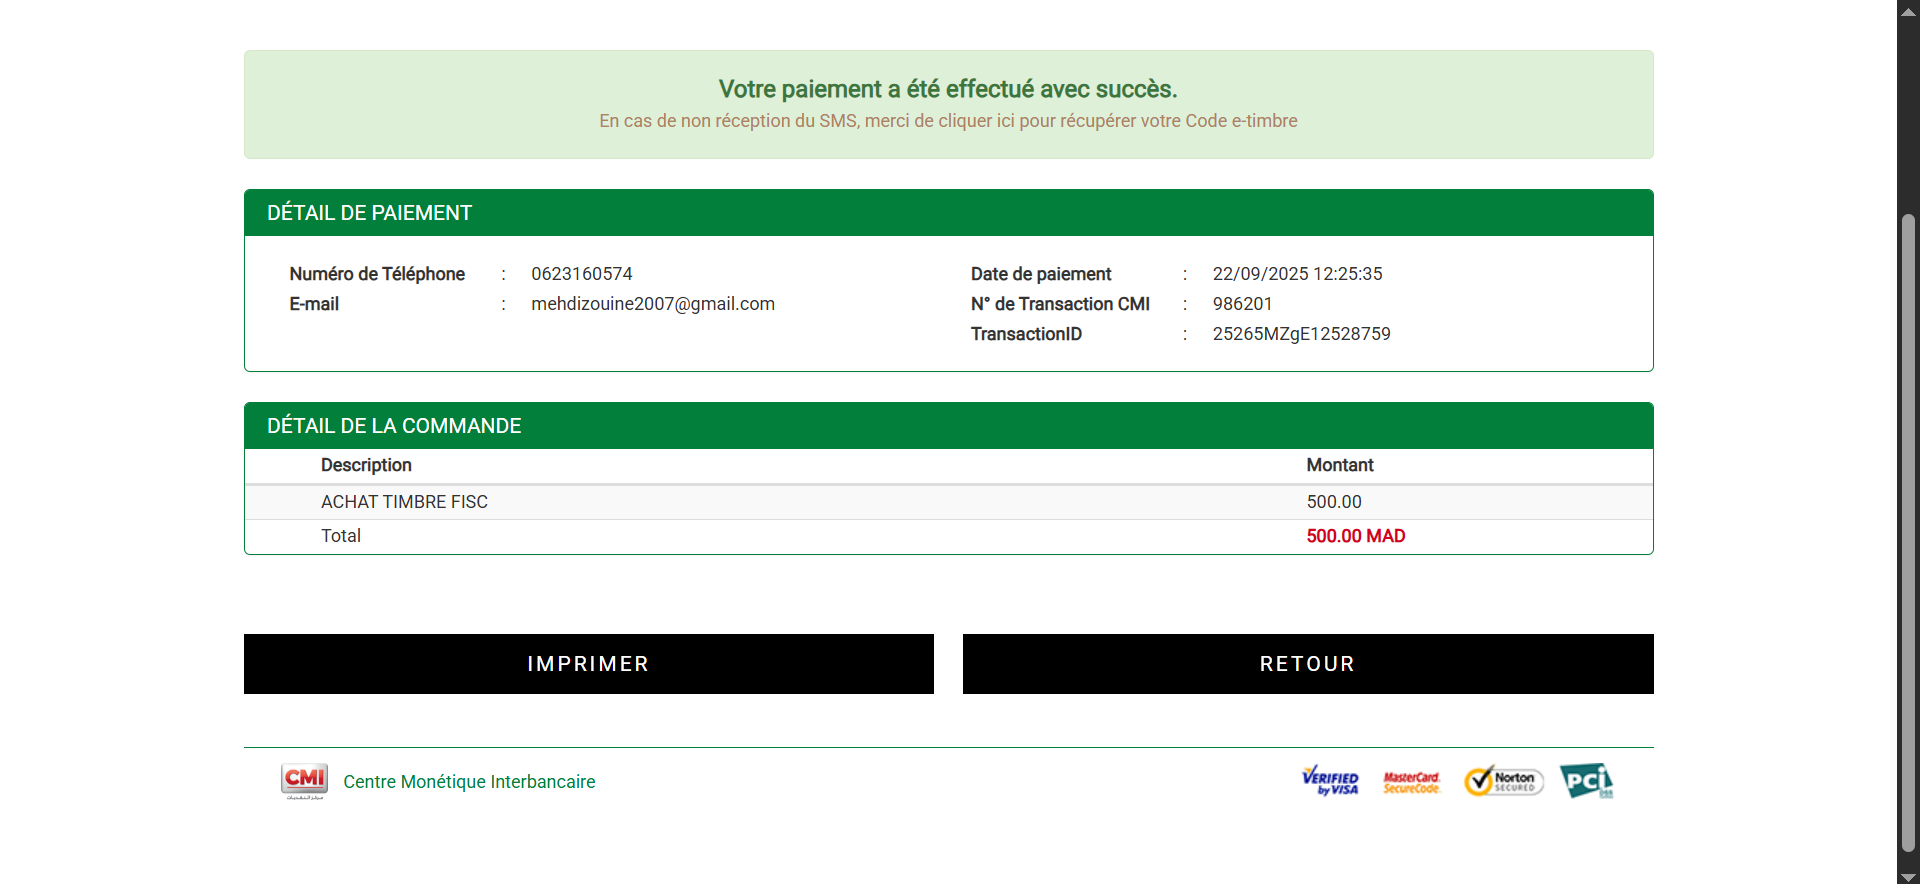 Votre paiement a été effectué avec succès.
En cas de non réception du SMS, merci de cliquer ici pour récupérer votre Code e-timbre
DÉTAIL DE PAIEMENT
Numéro de Téléphone : 0623160574
E-mail : mehdizouine2007@gmail.com
Date de paiement : 22/09/2025 12:25:35
N° de Transaction CMI : 986201
TransactionID : 25265MZgE12528759
DÉTAIL DE LA COMMANDE
Description Montant
ACHAT TIMBRE FISC 500.00
Total 500.00 MAD
IMPRIMER RETOUR
CMI
مركز النقديات
Centre Monétique Interbancaire
VERIFIED by VISA
MasterCard. SecureCode.
Norton SECURED
PCi